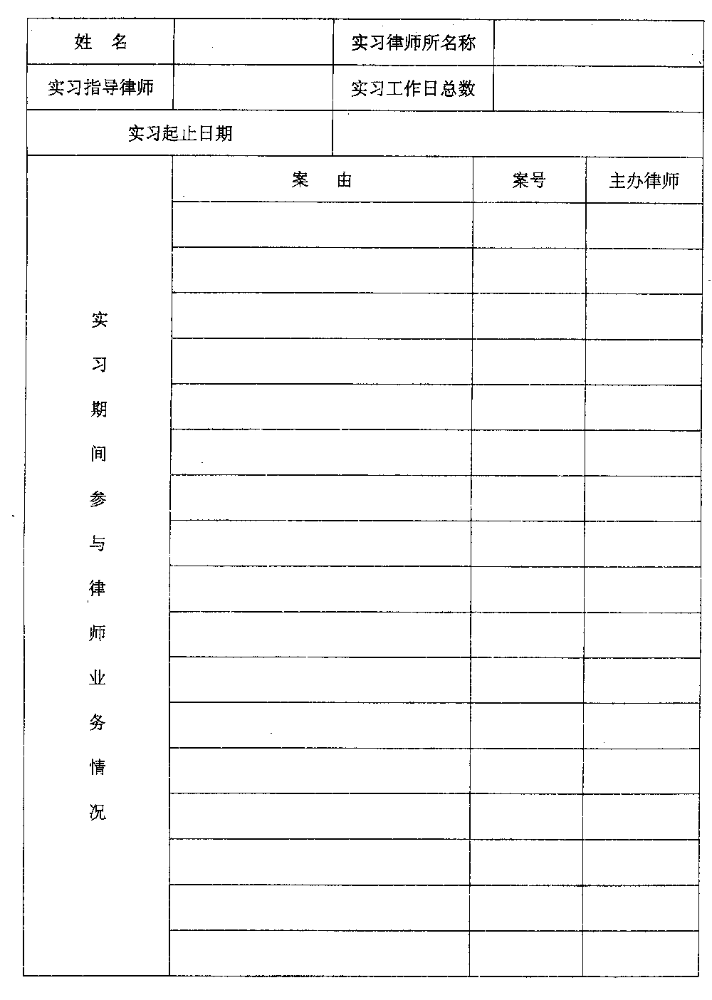 姓 名 实习律师所名称
实习指导律师 实习工作日总数
实习起止日期
案 由 案号 主办律师
实
习
期
间
参
与
律
师
业
务
情
况